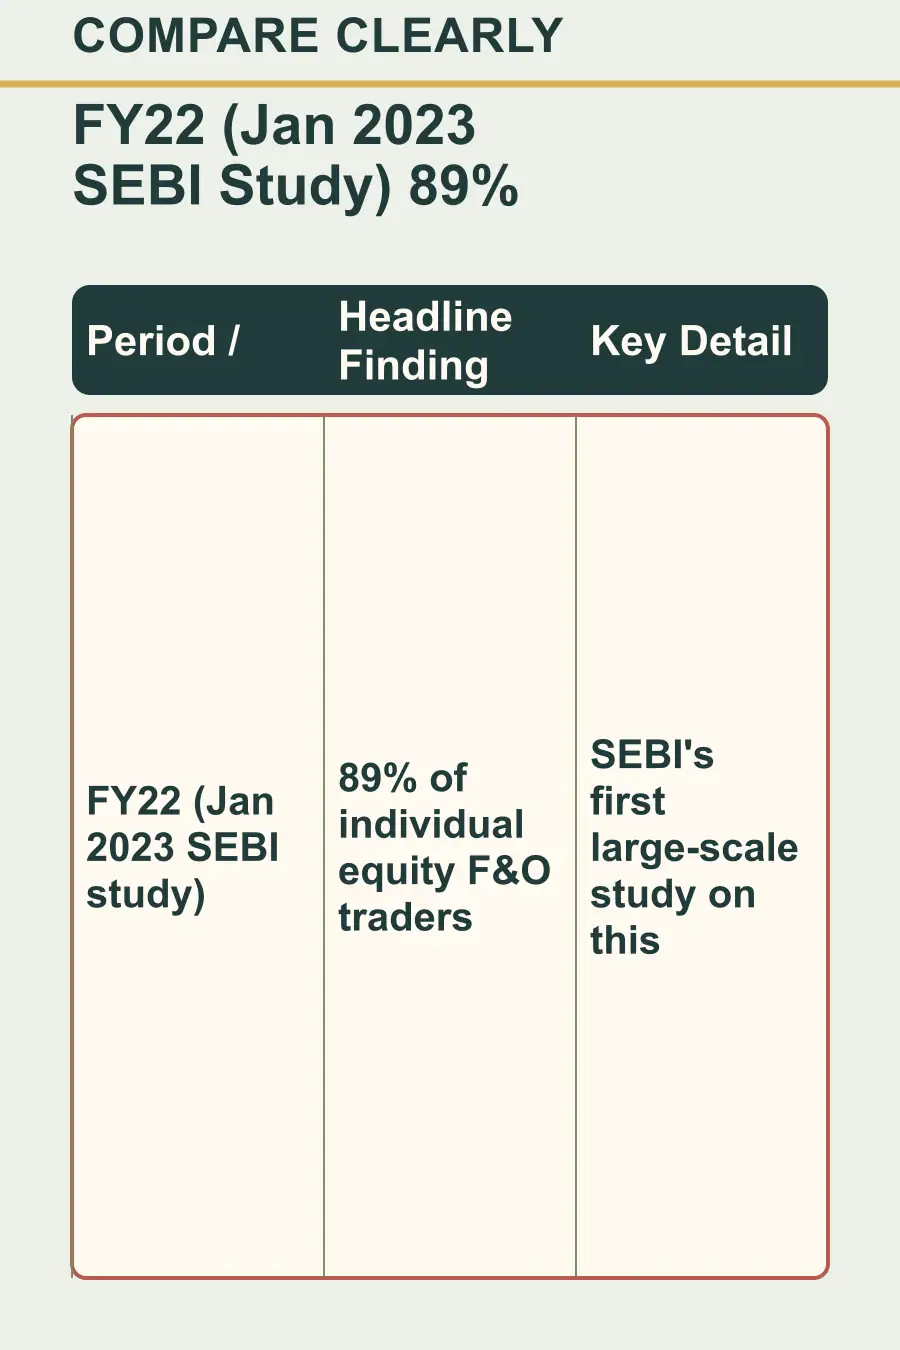 COMPARE CLEARLY
FY22 (Jan 2023
SEBI Study) 89%
Period /
Headline
Finding
Key Detail
FY22 (Jan
2023 SEBI
study)
89% of
individual
equity F&O
traders
SEBI's
first
large-scale
study on
this